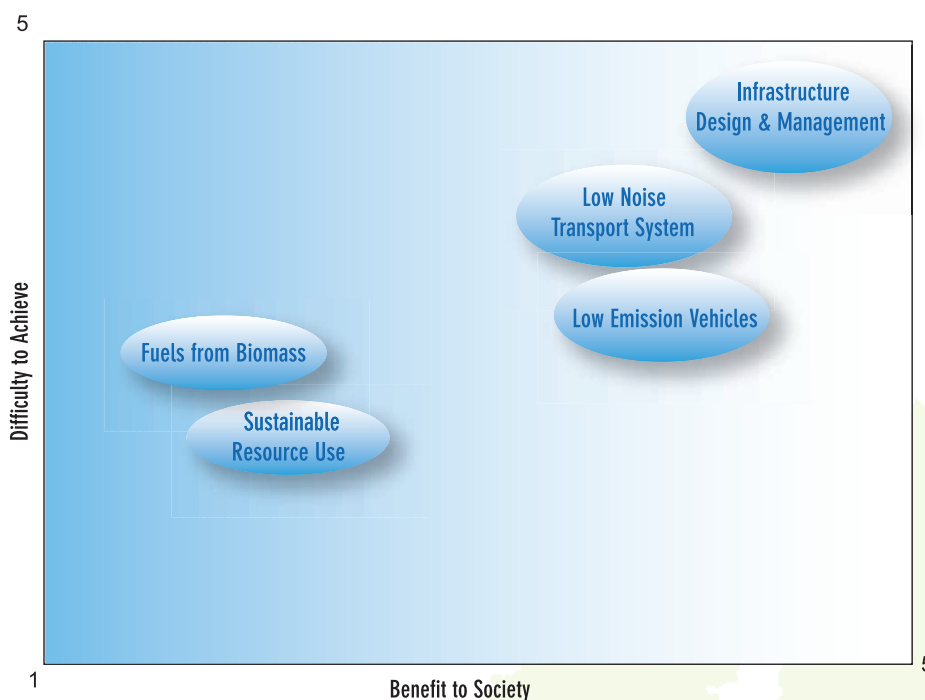 5
Infrastructure
Design & Management
Low Noise
Transport System
Low Emission Vehicles
Fuels from Biomass
Sustainable
Resource Use
Difficulty to Achieve
1
5
Benefit to Society